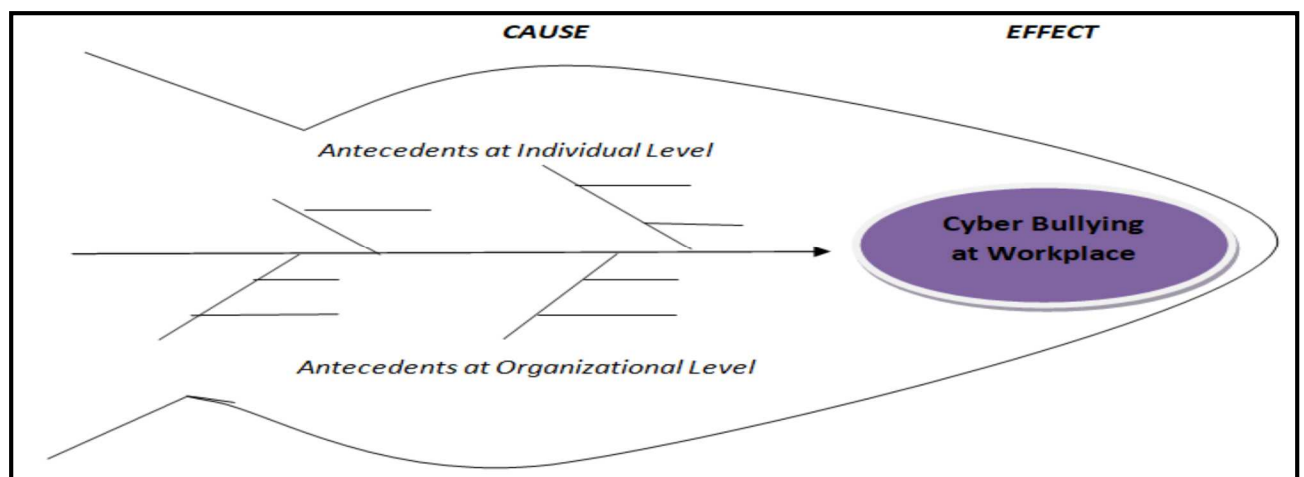 CAUSE
EFFECT
Antecedents at Individual Level
Cyber Bullying
at Workplace
Antecedents at Organizational Level